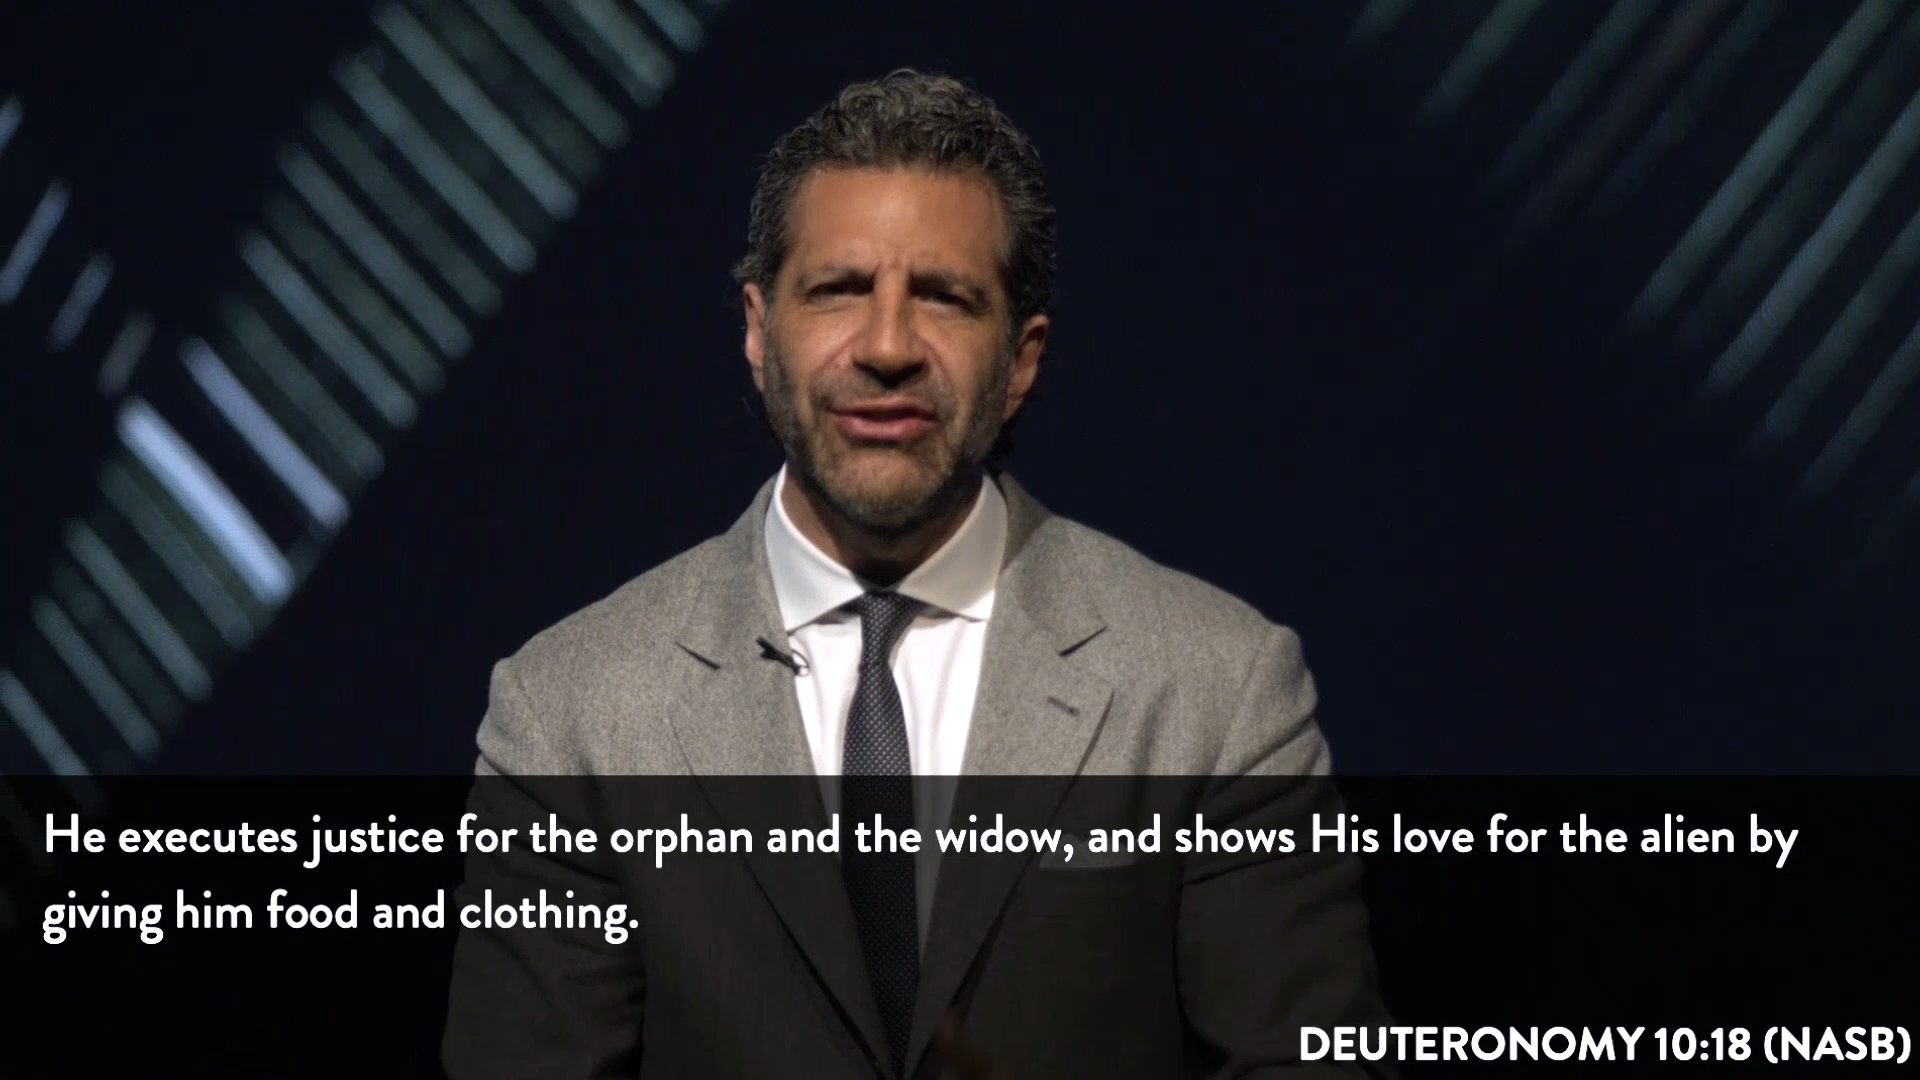 He executes justice for the orphan and the widow, and shows His love for the alien by
giving him food and clothing.
DEUTERONOMY 10:18 (NASB)